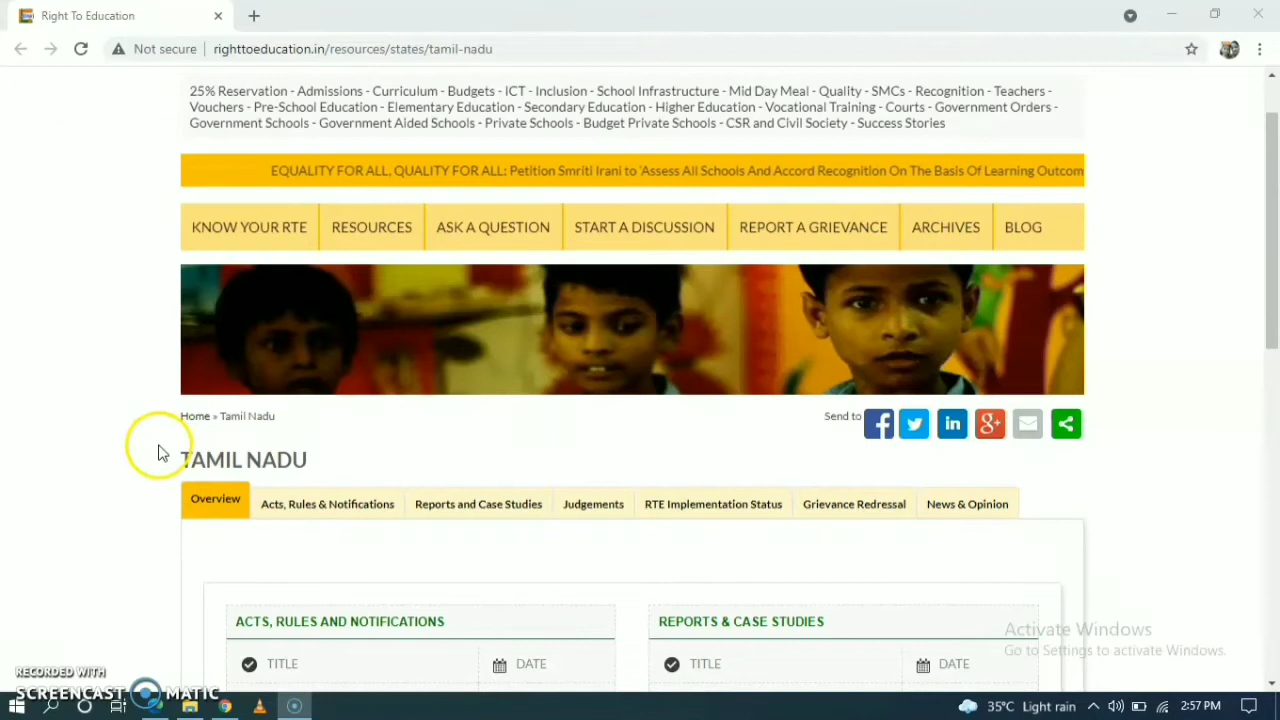 Right To Education
Not secure
righttoeducation.in/resources/states/tamil-nadu
25% Reservation - Admissions - Curriculum - Budgets - ICT - Inclusion - School Infrastructure - Mid Day Meal - Quality - SMCs - Recognition - Teachers -
Vouchers - Pre-School Education - Elementary Education - Secondary Education - Higher Education - Vocational Training - Courts - Government Orders -
Government Schools - Government Aided Schools - Private Schools - Budget Private Schools - CSR and Civil Society - Success Stories
EQUALITY FOR ALL, QUALITY FOR ALL: Petition Smriti Irani to 'Assess All Schools And Accord Recognition On The Basis Of Learning Outcom
KNOW YOUR RTE RESOURCES ASK A QUESTION START A DISCUSSION REPORT A GRIEVANCE ARCHIVES BLOG
Home » Tamil Nadu
Send to
TAMIL NADU
Overview Acts, Rules & Notifications Reports and Case Studies Judgements RTE Implementation Status Grievance Redressal News & Opinion
ACTS, RULES AND NOTIFICATIONS
REPORTS & CASE STUDIES
TITLE DATE
TITLE DATE
Activate Windows
Go to Settings to activate Windows.
RECORDED WITH
SCREENCAST MATIC
35°C Light rain
2:57 PM